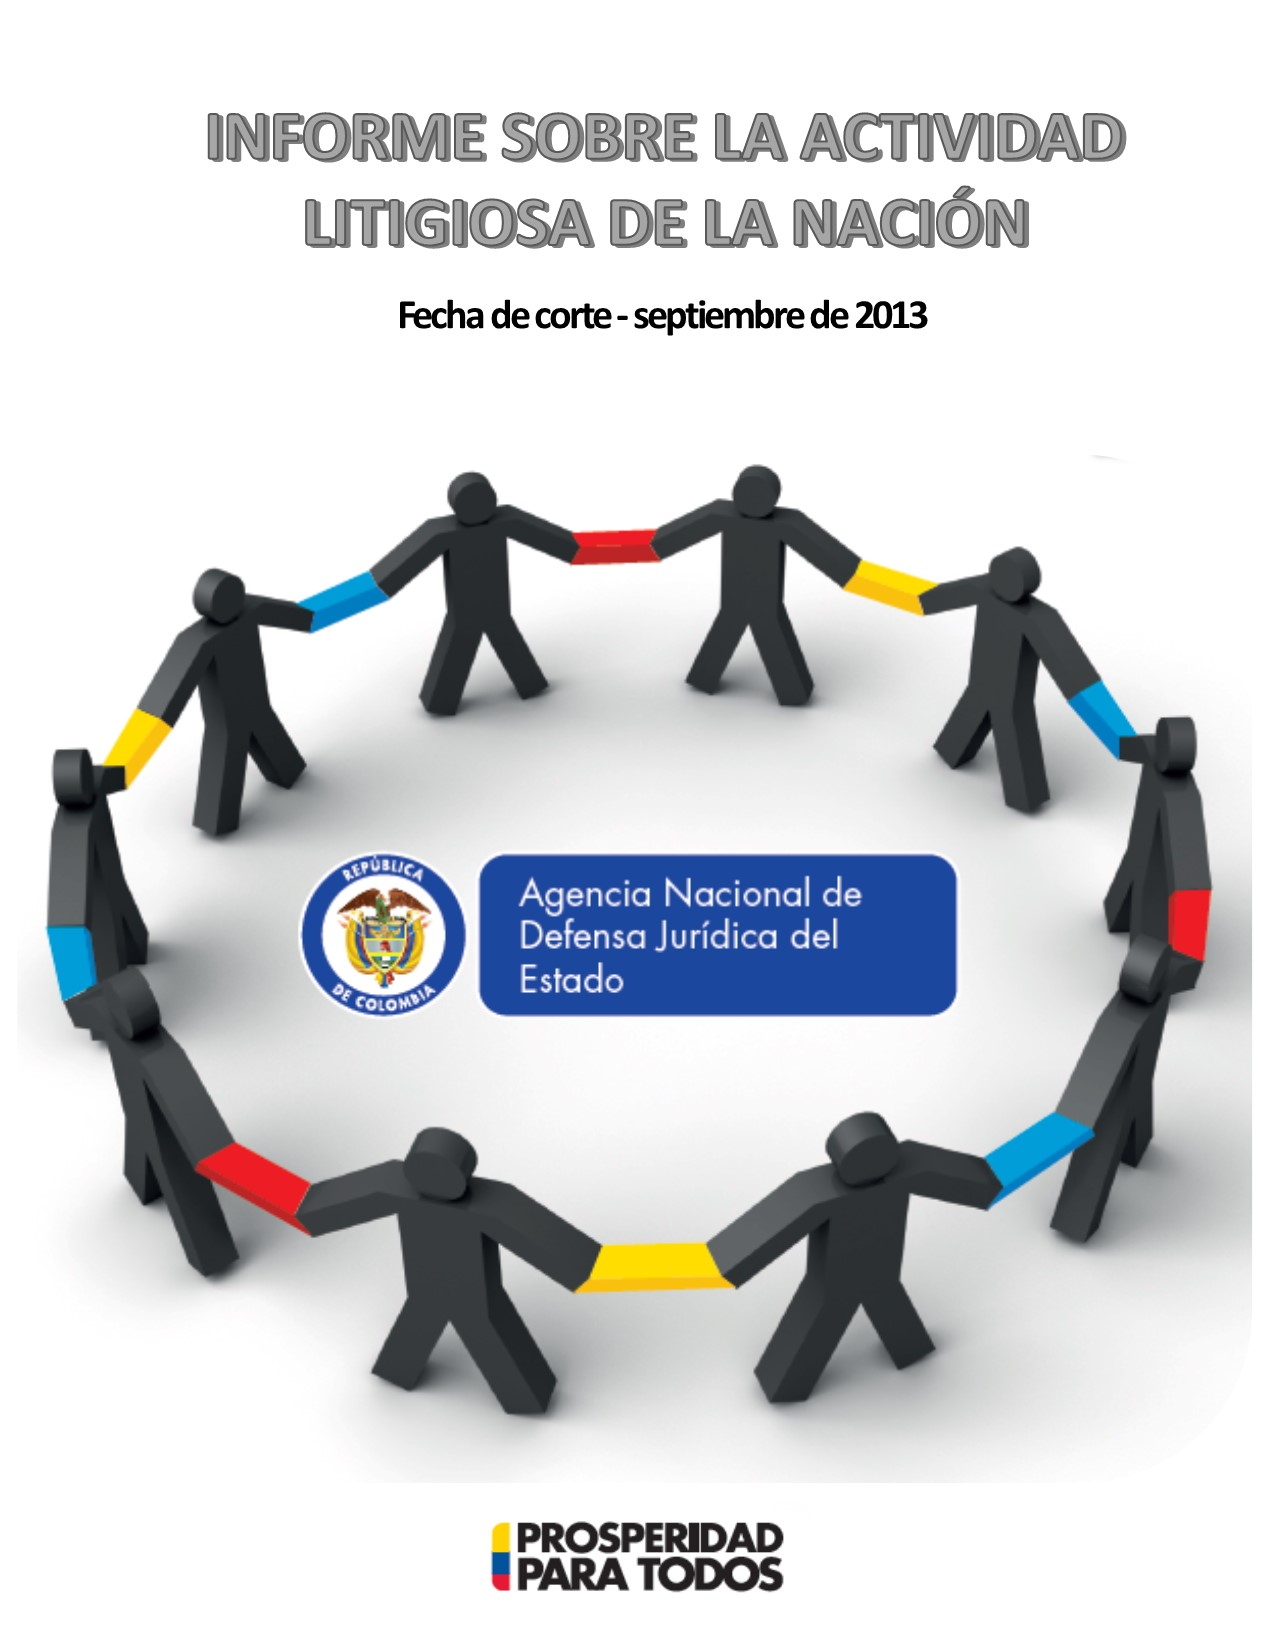 INFORME SOBRE LA ACTIVIDAD
LITIGIOSA DE LA NACIÓN
Fecha de corte - septiembre de 2013
REPÚBLICA
DE COLOMBIA
Agencia Nacional de
Defensa Jurídica del
Estado
PROSPERIDAD
PARA TODOS